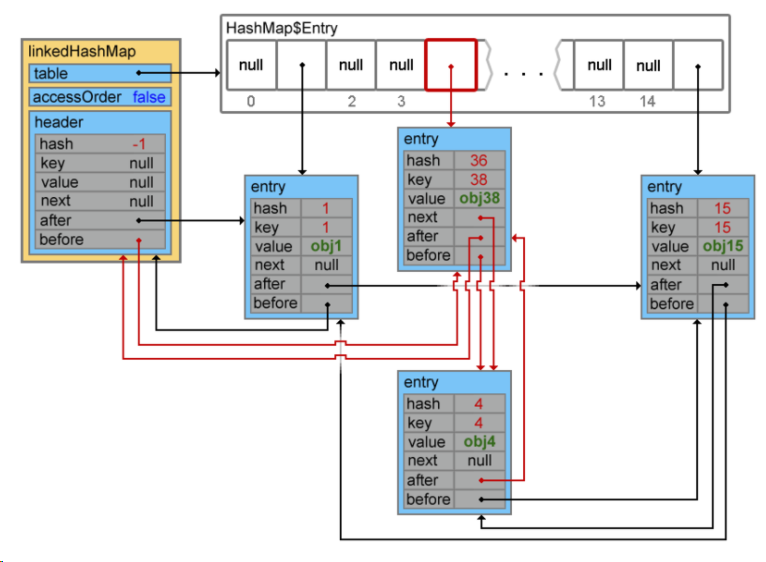 HashMap$Entry
null null null . . . null null
0 2 3 13 14
linkedHashMap
table
accessOrder false
header
hash -1
key null
value null
next null
after
before
entry
hash 1
key 1
value obj1
next null
after
before
entry
hash 36
key 38
value obj38
next
after
before
entry
hash 15
key 15
value obj15
next null
after
before
entry
hash 4
key 4
value obj4
next null
after
before